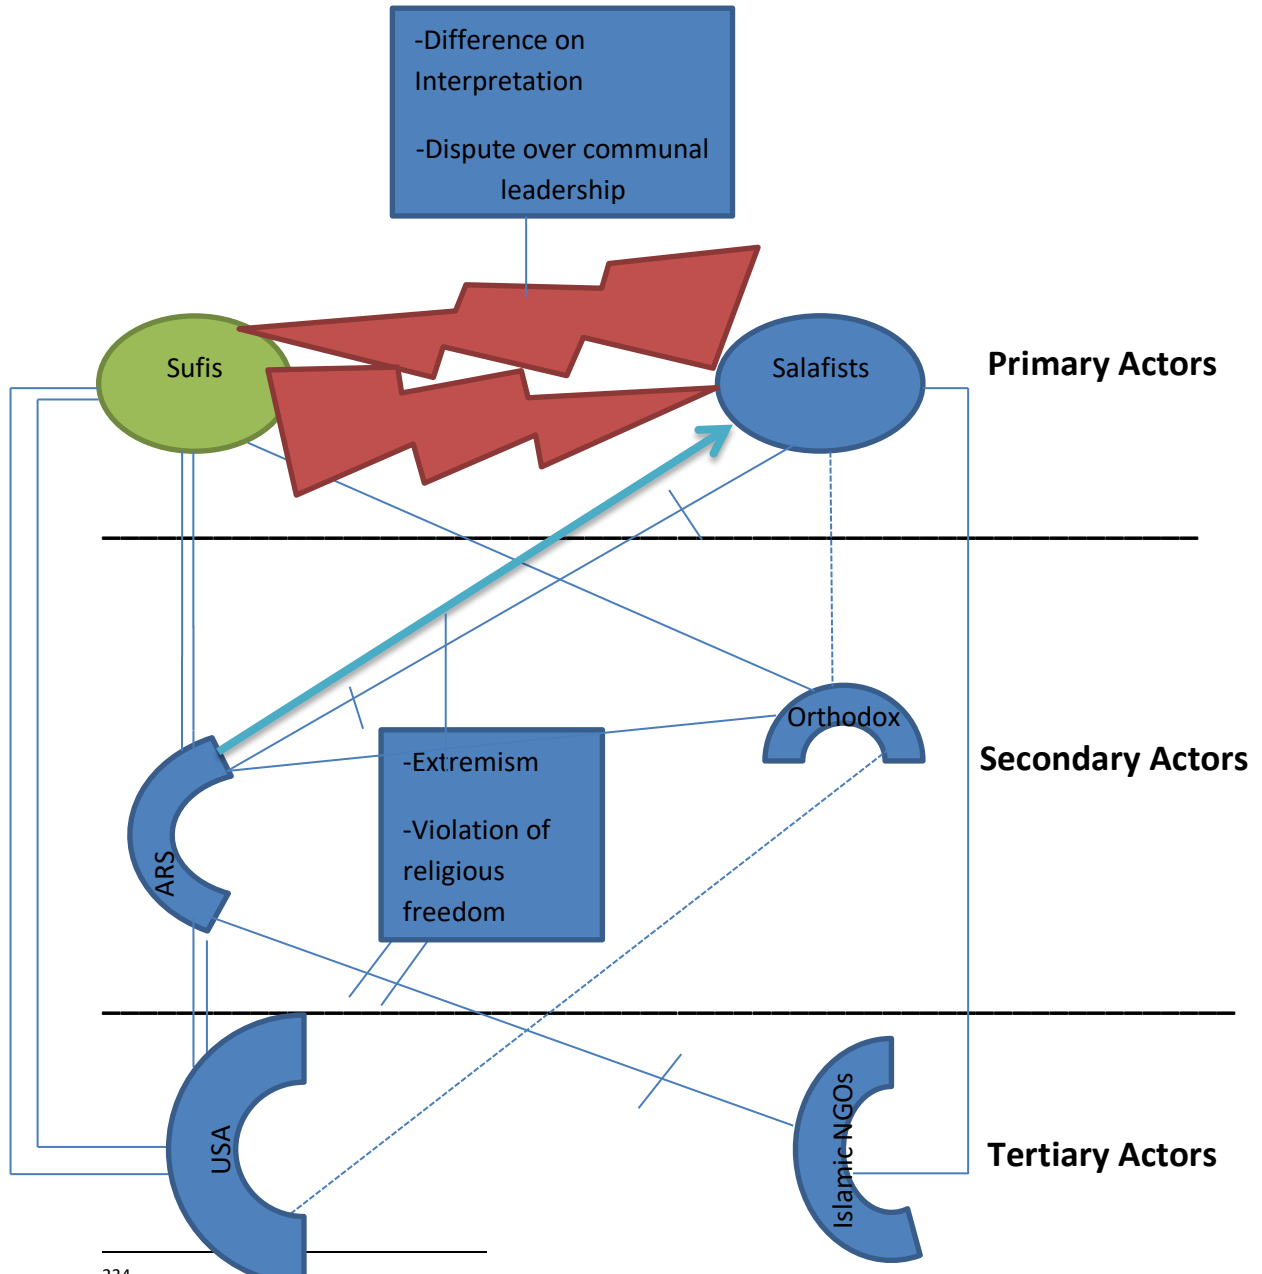 -Difference on
Interpretation
-Dispute over communal
leadership
Sufis
Salafists
Primary Actors
Orthodox
Secondary Actors
-Extremism
-Violation of
religious
freedom
ARS
USA
Islamic NGOs
Tertiary Actors